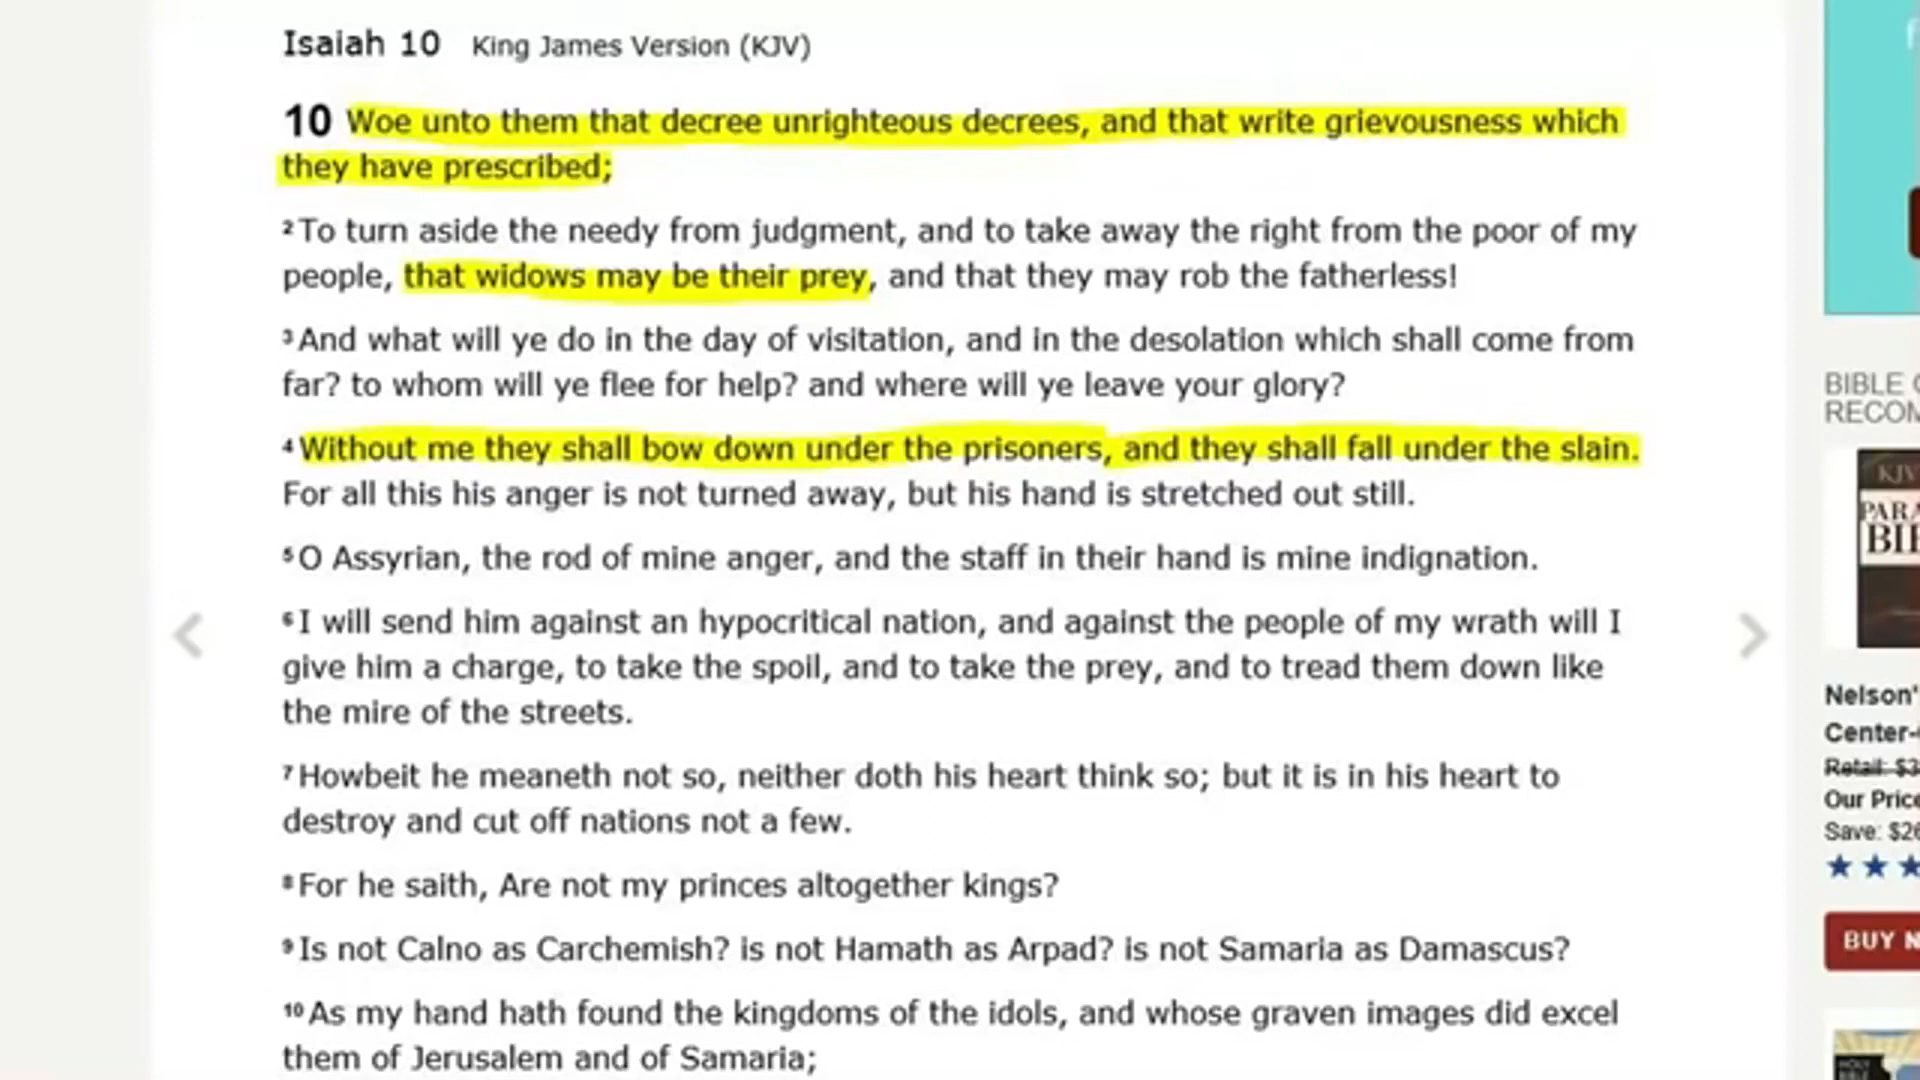 Isaiah 10 King James Version (KJV)
10 Woe unto them that decree unrighteous decrees, and that write grievousness which
they have prescribed;
2 To turn aside the needy from judgment, and to take away the right from the poor of my
people, that widows may be their prey, and that they may rob the fatherless!
3 And what will ye do in the day of visitation, and in the desolation which shall come from
far? to whom will ye flee for help? and where will ye leave your glory?
4 Without me they shall bow down under the prisoners, and they shall fall under the slain.
For all this his anger is not turned away, but his hand is stretched out still.
5 O Assyrian, the rod of mine anger, and the staff in their hand is mine indignation.
6 I will send him against an hypocritical nation, and against the people of my wrath will I
give him a charge, to take the spoil, and to take the prey, and to tread them down like
the mire of the streets.
7 Howbeit he meaneth not so, neither doth his heart think so; but it is in his heart to
destroy and cut off nations not a few.
8 For he saith, Are not my princes altogether kings?
9 Is not Calno as Carchemish? is not Hamath as Arpad? is not Samaria as Damascus?
10 As my hand hath found the kingdoms of the idols, and whose graven images did excel
them of Jerusalem and of Samaria;
BIBLE
RECOM
KJV
PARA
BI
Nelson'
Center-
Retail: $3
Our Price
Save: $26
BUY N
HOLY